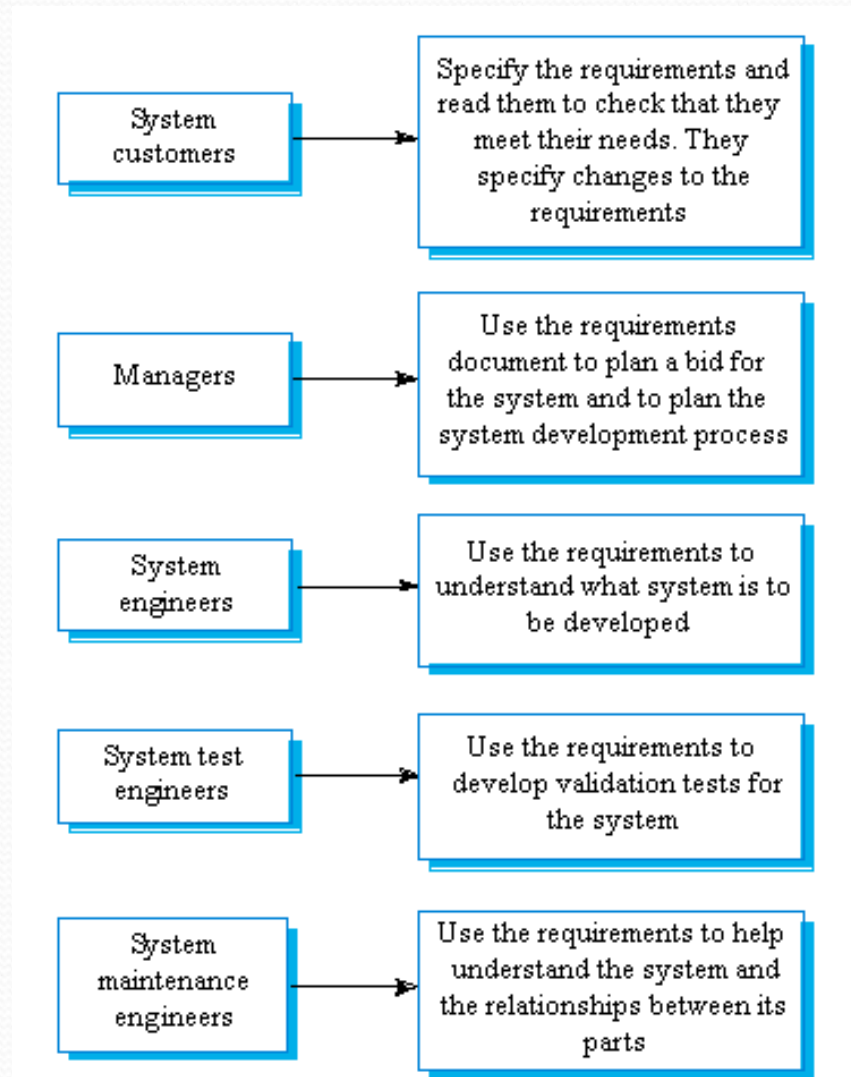 System
customers
Specify the requirements and
read them to check that they
meet their needs. They
specify changes to the
requirements
Managers
Use the requirements
document to plan a bid for
the system and to plan the
system development process
System
engineers
Use the requirements to
understand what system is to
be developed
System test
engineers
Use the requirements to
develop validation tests for
the system
System
maintenance
engineers
Use the requirements to help
understand the system and
the relationships between its
parts